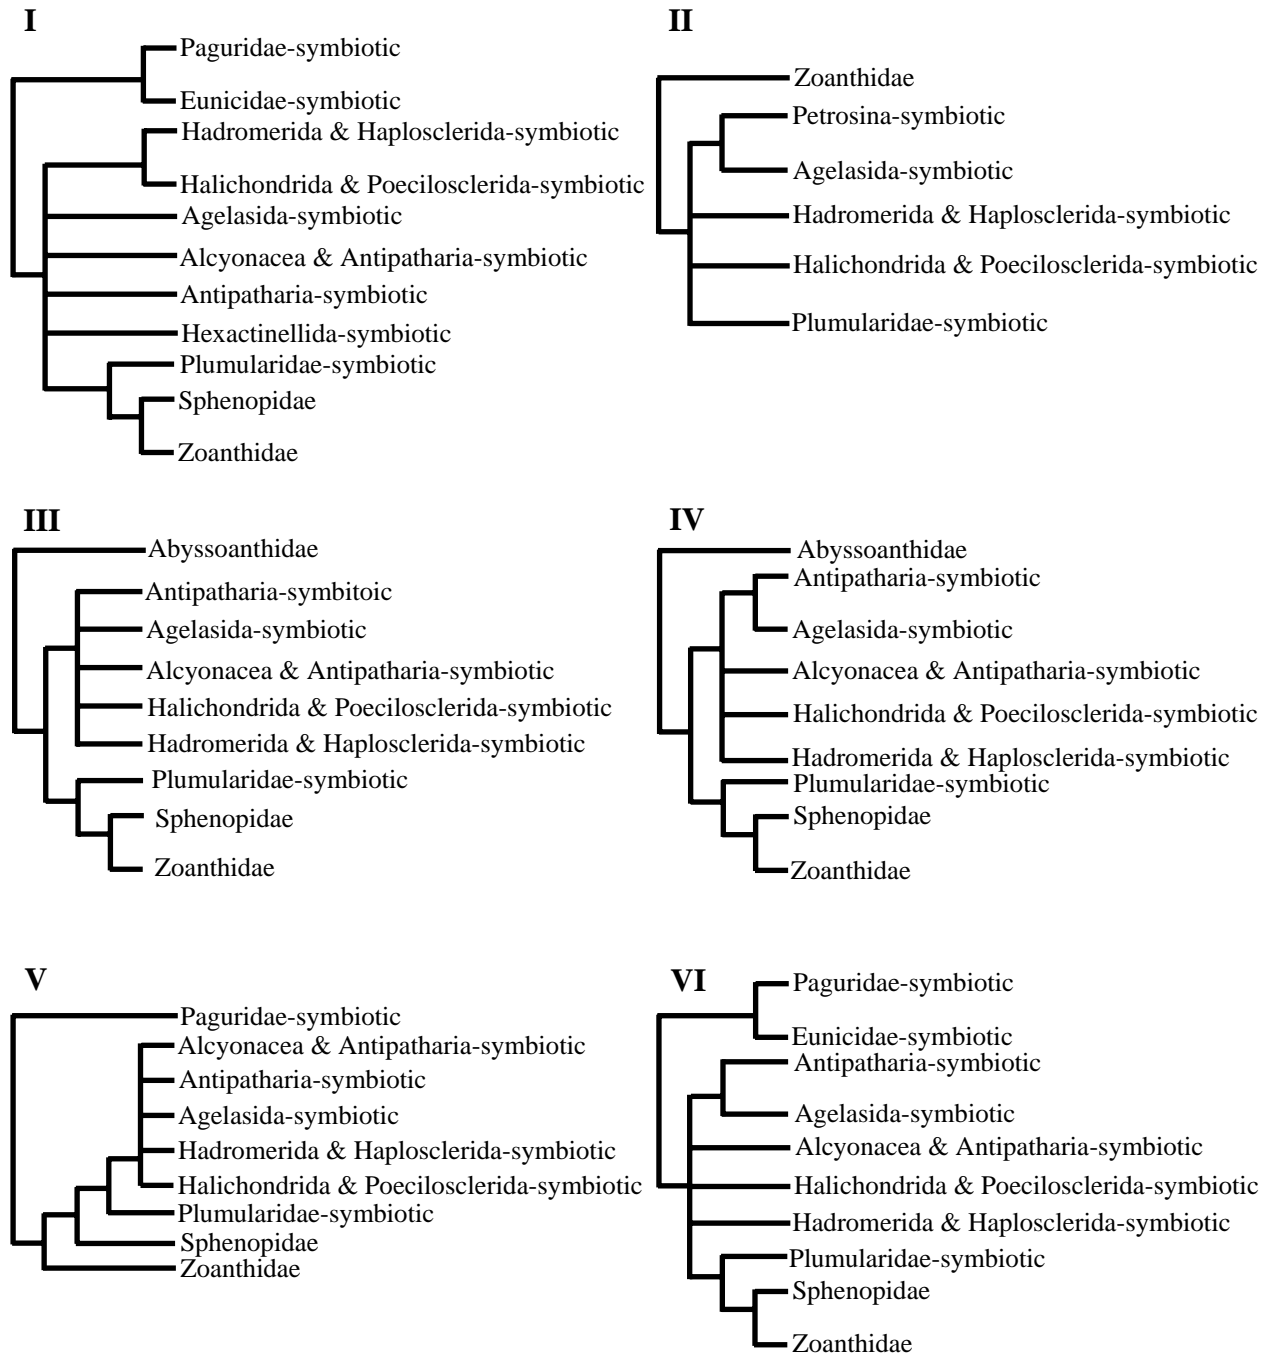 I
Paguridae-symbiotic
Eunicidae-symbiotic
Hadromerida & Haplosclerida-symbiotic
Halichondrida & Poecilosclerida-symbiotic
Agelasida-symbiotic
Alcyonacea & Antipatharia-symbiotic
Antipatharia-symbiotic
Hexactinellida-symbiotic
Plumularidae-symbiotic
Sphenopidae
Zoanthidae
II
Zoanthidae
Petrosina-symbiotic
Agelasida-symbiotic
Hadromerida & Haplosclerida-symbiotic
Halichondrida & Poecilosclerida-symbiotic
Plumularidae-symbiotic
III
Abyssoanthidae
Antipatharia-symbitoic
Agelasida-symbiotic
Alcyonacea & Antipatharia-symbiotic
Halichondrida & Poecilosclerida-symbiotic
Hadromerida & Haplosclerida-symbiotic
Plumularidae-symbiotic
Sphenopidae
Zoanthidae
IV
Abyssoanthidae
Antipatharia-symbiotic
Agelasida-symbiotic
Alcyonacea & Antipatharia-symbiotic
Halichondrida & Poecilosclerida-symbiotic
Hadromerida & Haplosclerida-symbiotic
Plumularidae-symbiotic
Sphenopidae
Zoanthidae
V
Paguridae-symbiotic
Alcyonacea & Antipatharia-symbiotic
Antipatharia-symbiotic
Agelasida-symbiotic
Hadromerida & Haplosclerida-symbiotic
Halichondrida & Poecilosclerida-symbiotic
Plumularidae-symbiotic
Sphenopidae
Zoanthidae
VI
Paguridae-symbiotic
Eunicidae-symbiotic
Antipatharia-symbiotic
Agelasida-symbiotic
Alcyonacea & Antipatharia-symbiotic
Halichondrida & Poecilosclerida-symbiotic
Hadromerida & Haplosclerida-symbiotic
Plumularidae-symbiotic
Sphenopidae
Zoanthidae